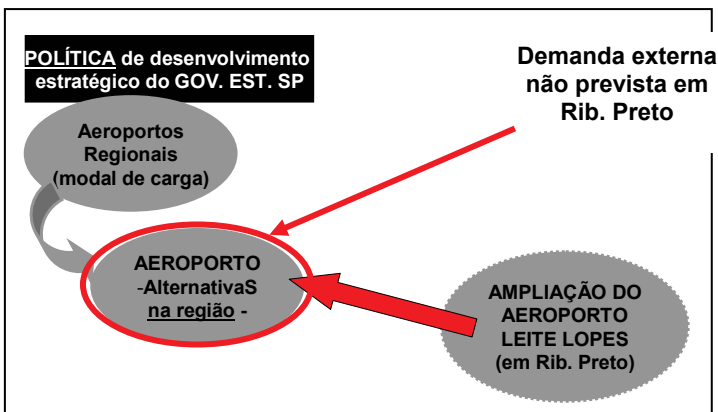 POLÍTICA de desenvolvimento
estratégico do GOV. EST. SP
Demanda externa
não prevista em
Rib. Preto
Aeroportos
Regionais
(modal de carga)
AEROPORTO
-AlternativaS
na região -
AMPLIAÇÃO DO
AEROPORTO
LEITE LOPES
(em Rib. Preto)